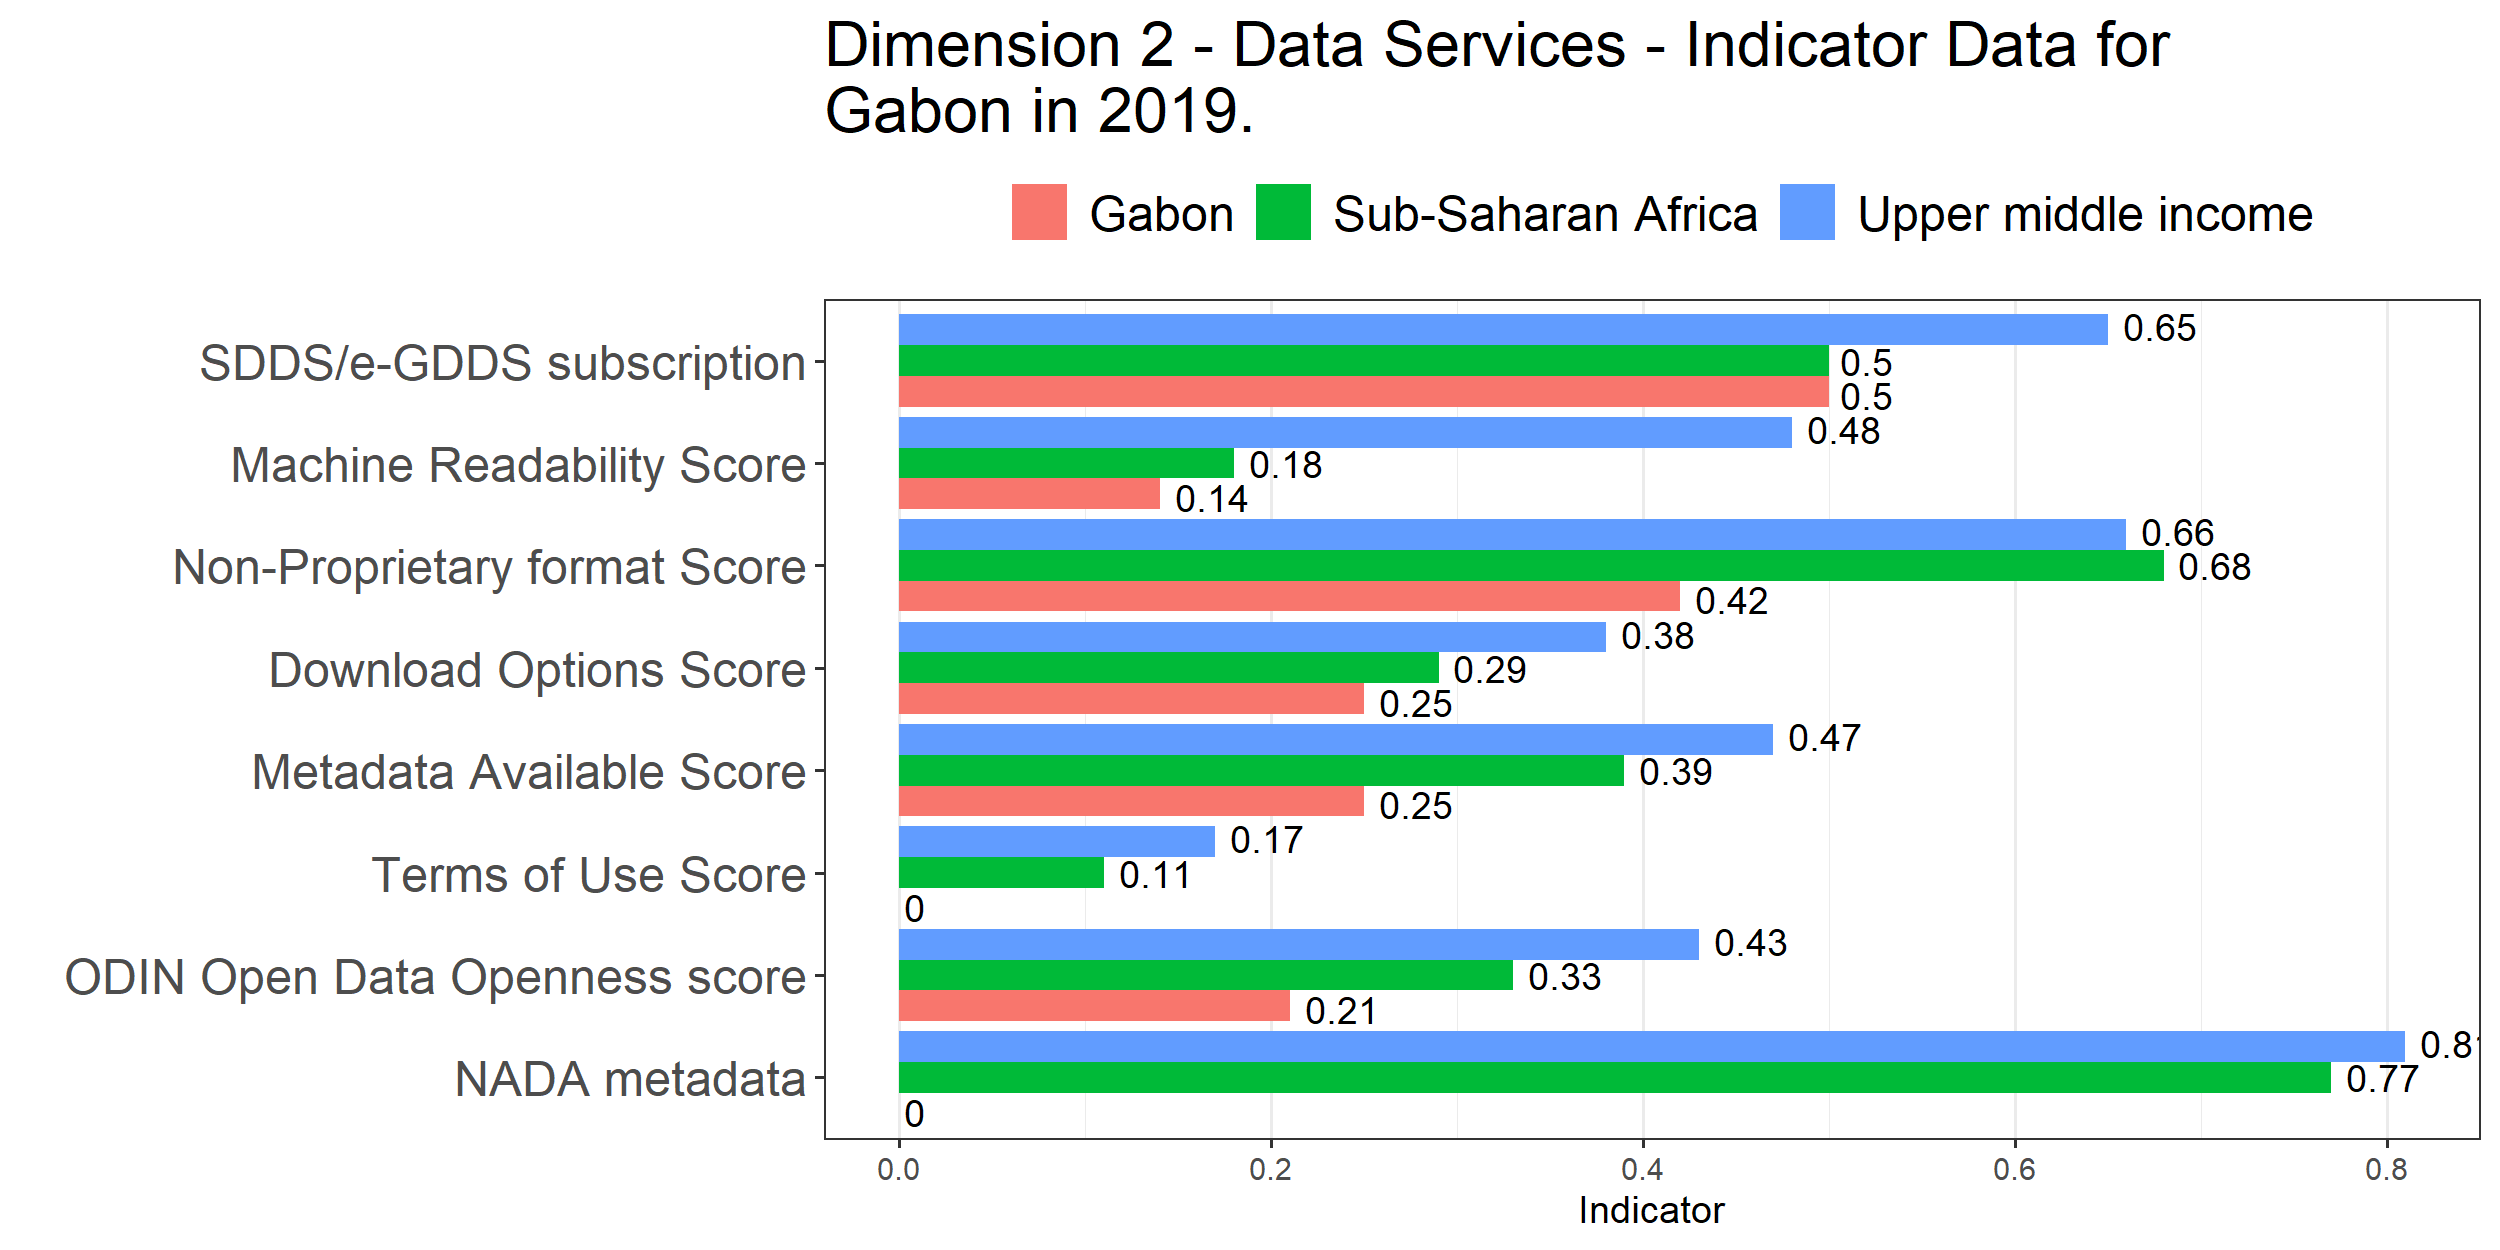 Dimension 2 - Data Services - Indicator Data for
Gabon in 2019.
Gabon Sub-Saharan Africa Upper middle income
SDDS/e-GDDS subscription
0.65
0.5
0.5
Machine Readability Score
0.48
0.18
0.14
Non-Proprietary format Score
0.66
0.68
0.42
Download Options Score
0.38
0.29
0.25
Metadata Available Score
0.47
0.39
0.25
Terms of Use Score
0.17
0.11
0
ODIN Open Data Openness score
0.43
0.33
0.21
NADA metadata
0.81
0.77
0
0.0 0.2 0.4 0.6 0.8
Indicator